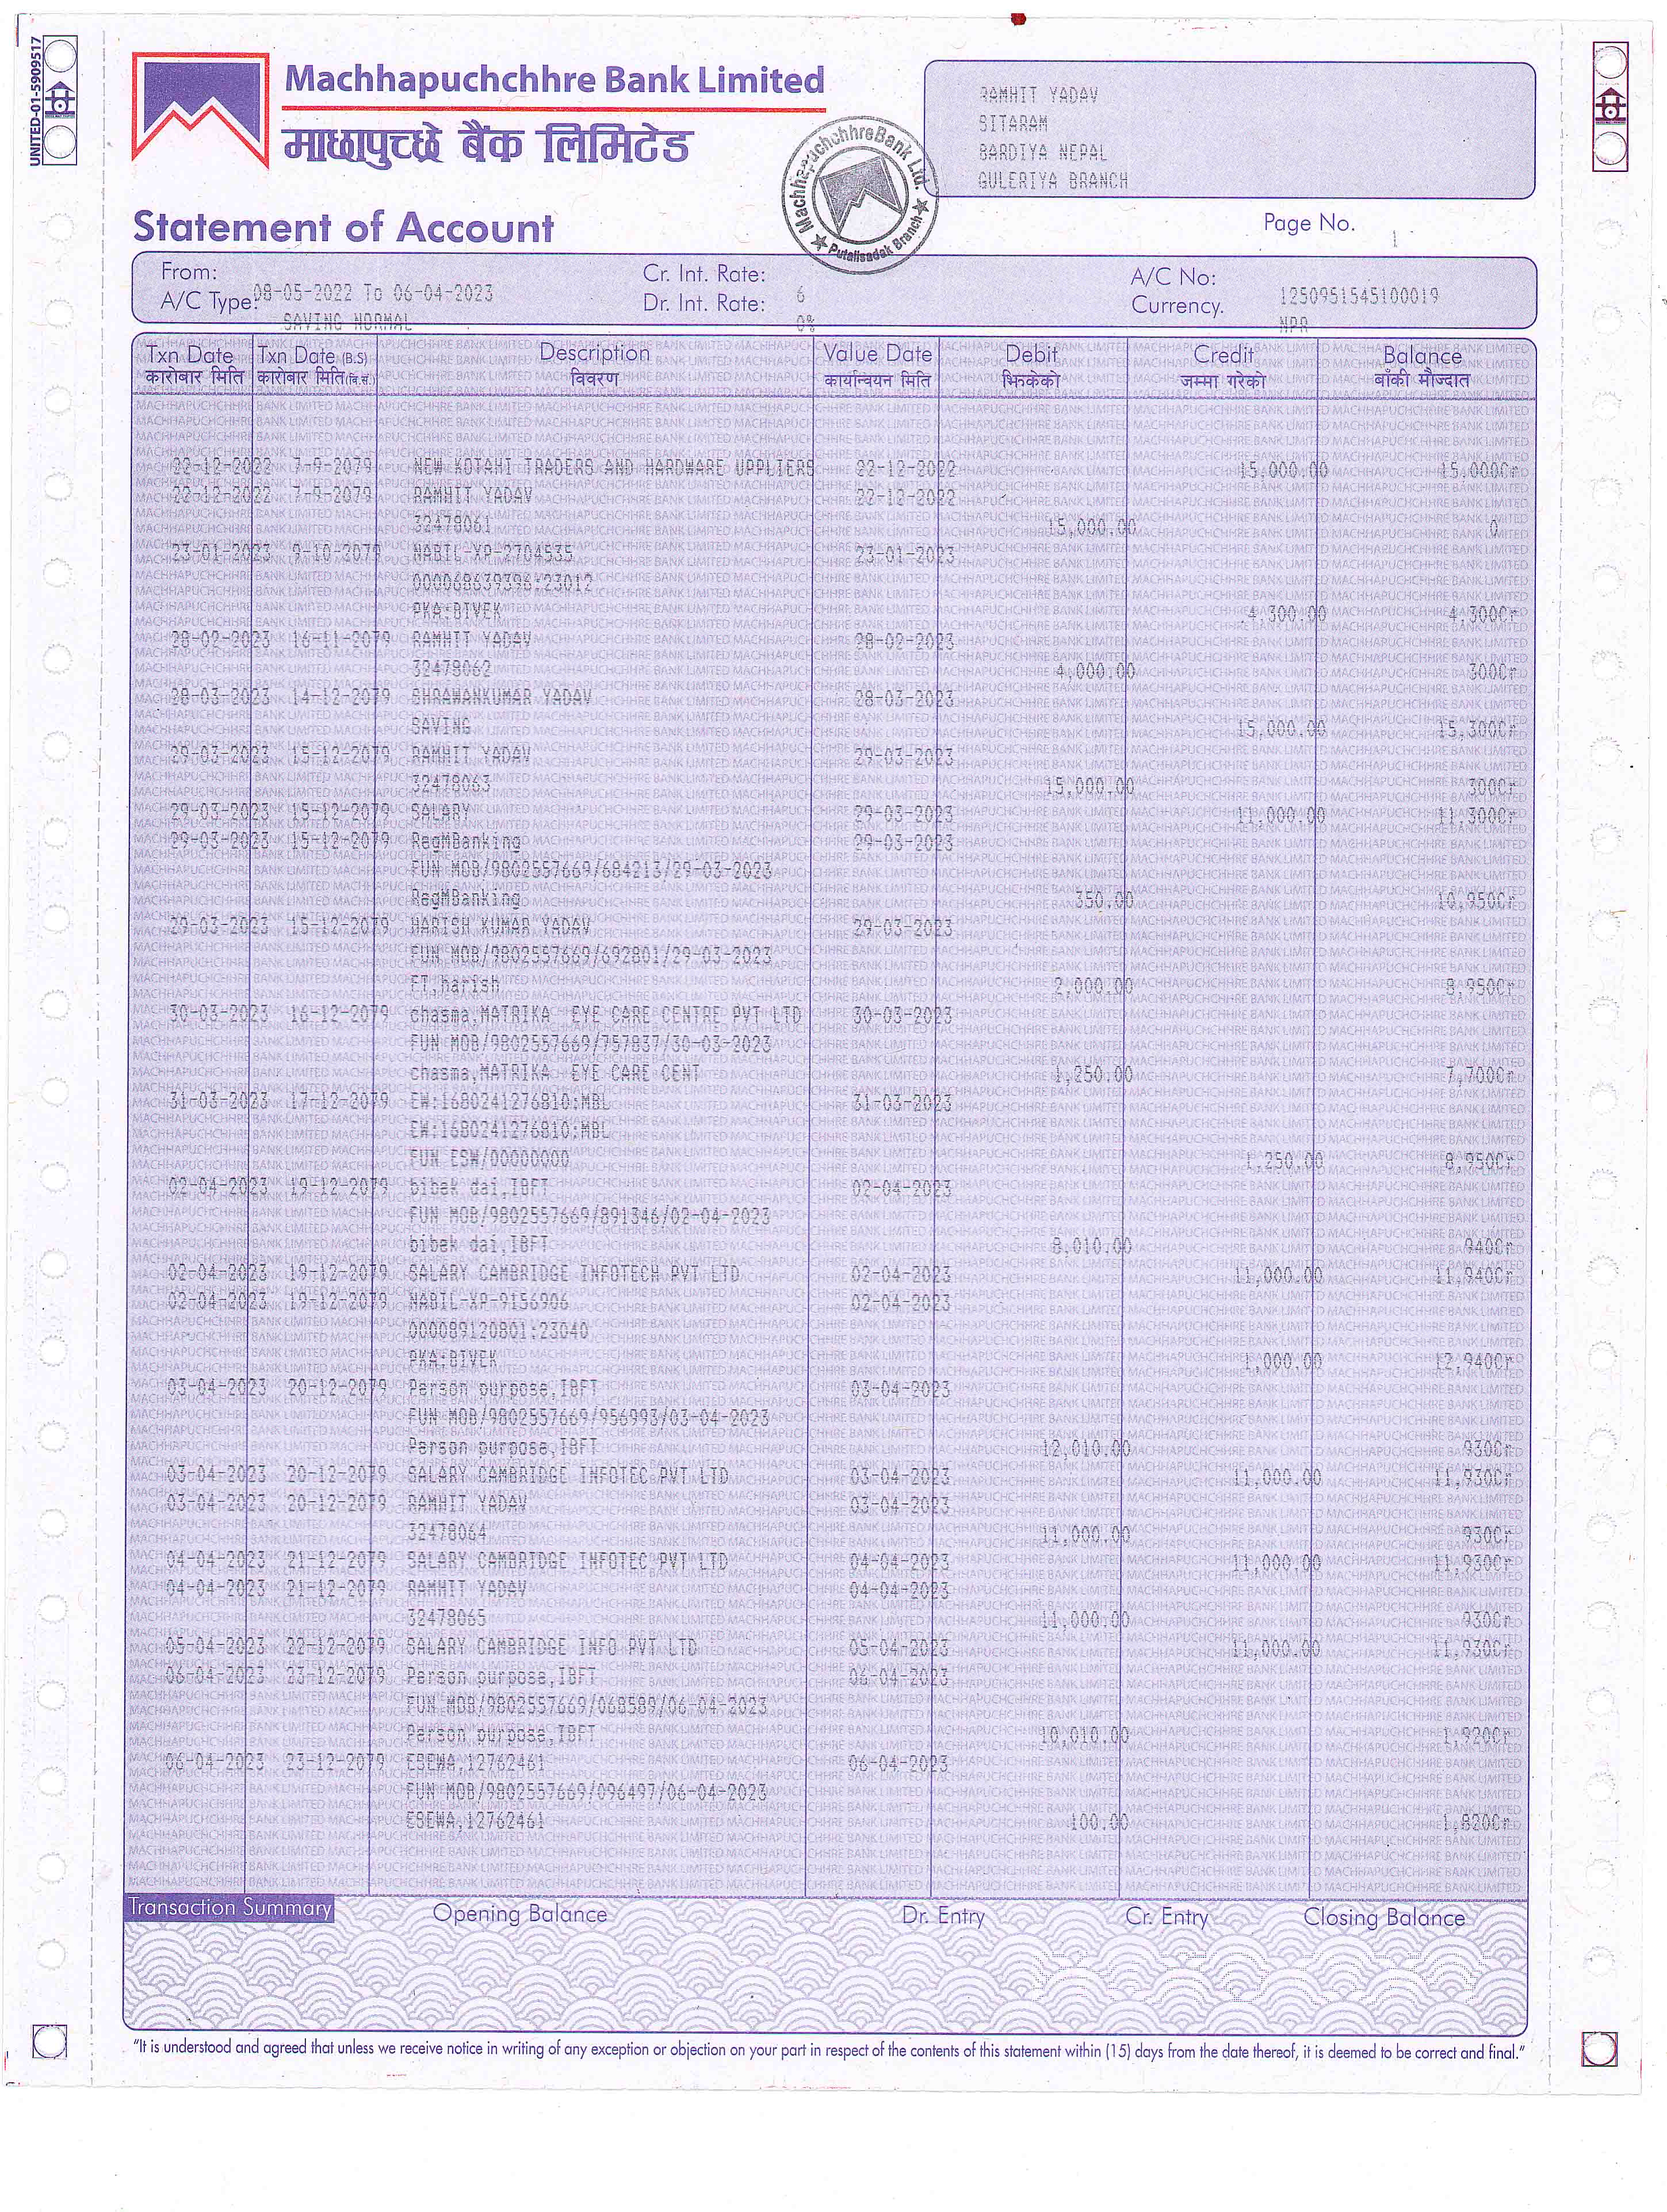 UNITED-01-5909517
Machhapuchchhre Bank Limited
माछापुच्छ्रे बैंक लिमिटेड
RAMHIT YADAV
SITARAM
BARDIYA NEPAL
GULERIYA BRANCH
Machhapuchchhre Bank Ltd.
Putalisadak Branch
Statement of Account
Page No. 1
From: 08-05-2022 To 06-04-2023 Cr. Int. Rate: 6 A/C No: 1250951545100019
A/C Type: SAVING NORMAL Dr. Int. Rate: 0% Currency. NPR
Txn Date Txn Date (B.S) Description Value Date Debit Credit Balance
कारोबार मिति कारोबार मिति (बि.सं.) विवरण कार्यान्वयन मिति झिकेको जम्मा गरेको बाँकी मौज्दात
22-12-2022 7-9-2079 NEW KOTAHI TRADERS AND HARDWARE UPPLIERS 22-12-2022 15,000.00 15,000Cr
22-12-2022 7-9-2079 RAMHIT YADAV 22-12-2022
32478061 15,000.00 0
23-01-2023 9-10-2079 NABIL-XP-2704535 23-01-2023
000068639396:23012
PKA:BIVEK 4,300.00 4,300Cr
28-02-2023 16-11-2079 RAMHIT YADAV 28-02-2023
32478062 4,000.00 300Cr
28-03-2023 14-12-2079 SHRAWANKUMAR YADAV 28-03-2023
SAVING 15,000.00 15,300Cr
29-03-2023 15-12-2079 RAMHIT YADAV 29-03-2023
32478063 15,000.00 300Cr
29-03-2023 15-12-2079 SALARY 29-03-2023 11,000.00 11,300Cr
29-03-2023 15-12-2079 RegMBanking 29-03-2023
FUN MOB/9802557669/684213/29-03-2023
RegMBanking 350.00 10,950Cr
29-03-2023 15-12-2079 HARISH KUMAR YADAV 29-03-2023
FUN MOB/9802557669/692801/29-03-2023
FT,harish 2,000.00 8,950Cr
30-03-2023 16-12-2079 chasma,MATRIKA EYE CARE CENTRE PVT LTD 30-03-2023
FUN MOB/9802557669/757837/30-03-2023
chasma,MATRIKA EYE CARE CENT 1,250.00 7,700Cr
31-03-2023 17-12-2079 EW:1680241276810:MBL 31-03-2023
EW:1680241276810:MBL
FUN ESW/00000000 1,250.00 8,950Cr
02-04-2023 19-12-2079 bibek dai,IBFT 02-04-2023
FUN MOB/9802557669/891346/02-04-2023
bibek dai,IBFT 8,010.00 940Cr
02-04-2023 19-12-2079 SALARY CAMBRIDGE INFOTECH PVT LTD 02-04-2023 11,000.00 11,940Cr
02-04-2023 19-12-2079 NABIL-XP-9156906 02-04-2023
000089120801:23040
PKA:BIVEK 1,000.00 12,940Cr
03-04-2023 20-12-2079 Person purpose,IBFT 03-04-2023
FUN MOB/9802557669/956993/03-04-2023
Person purpose,IBFT 12,010.00 930Cr
03-04-2023 20-12-2079 SALARY CAMBRIDGE INFOTEC PVT LTD 03-04-2023 11,000.00 11,930Cr
03-04-2023 20-12-2079 RAMHIT YADAV 03-04-2023
32478064 11,000.00 930Cr
04-04-2023 21-12-2079 SALARY CAMBRIDGE INFOTEC PVT LTD 04-04-2023 11,000.00 11,930Cr
04-04-2023 21-12-2079 RAMHIT YADAV 04-04-2023
32478065 11,000.00 930Cr
05-04-2023 22-12-2079 SALARY CAMBRIDGE INFO PVT LTD 05-04-2023 11,000.00 11,930Cr
06-04-2023 23-12-2079 Person purpose,IBFT 06-04-2023
FUN MOB/9802557669/068589/06-04-2023
Person purpose,IBFT 10,010.00 1,920Cr
06-04-2023 23-12-2079 ESEWA,12762461 06-04-2023
FUN MOB/9802557669/096497/06-04-2023
ESEWA,12762461 100.00 1,820Cr
Transaction Summary Opening Balance Dr. Entry Cr. Entry Closing Balance
"It is understood and agreed that unless we receive notice in writing of any exception or objection on your part in respect of the contents of this statement within (15) days from the date thereof, it is deemed to be correct and final."